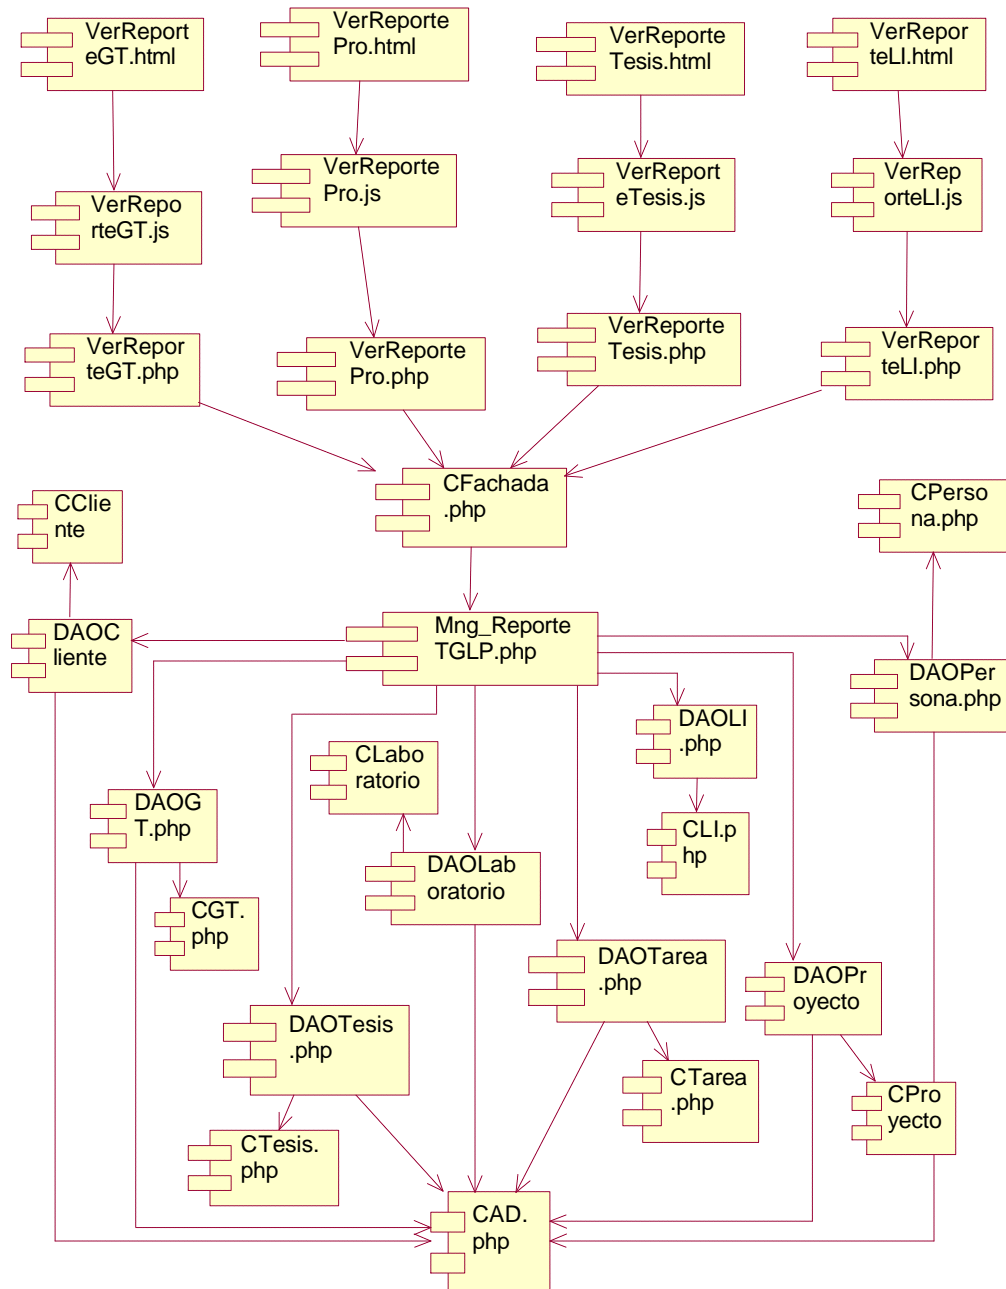 VerReport
eGT.html
VerReporte
Pro.html
VerReporte
Tesis.html
VerRepor
teLI.html
VerRepo
rteGT.js
VerReporte
Pro.js
VerReport
eTesis.js
VerRep
orteLI.js
VerRepor
teGT.php
VerReporte
Pro.php
VerReporte
Tesis.php
VerRepor
teLI.php
CFachada
.php
CClie
nte
CPerso
na.php
DAOC
liente
Mng_Reporte
TGLP.php
DAOPer
sona.php
DAOLI
.php
CLabo
ratorio
DAOG
T.php
CLI.p
hp
DAOLab
oratorio
CGT.
php
DAOTarea
.php
DAOPr
oyecto
DAOTesis
.php
CTarea
.php
CPro
yecto
CTesis.
php
CAD.
php